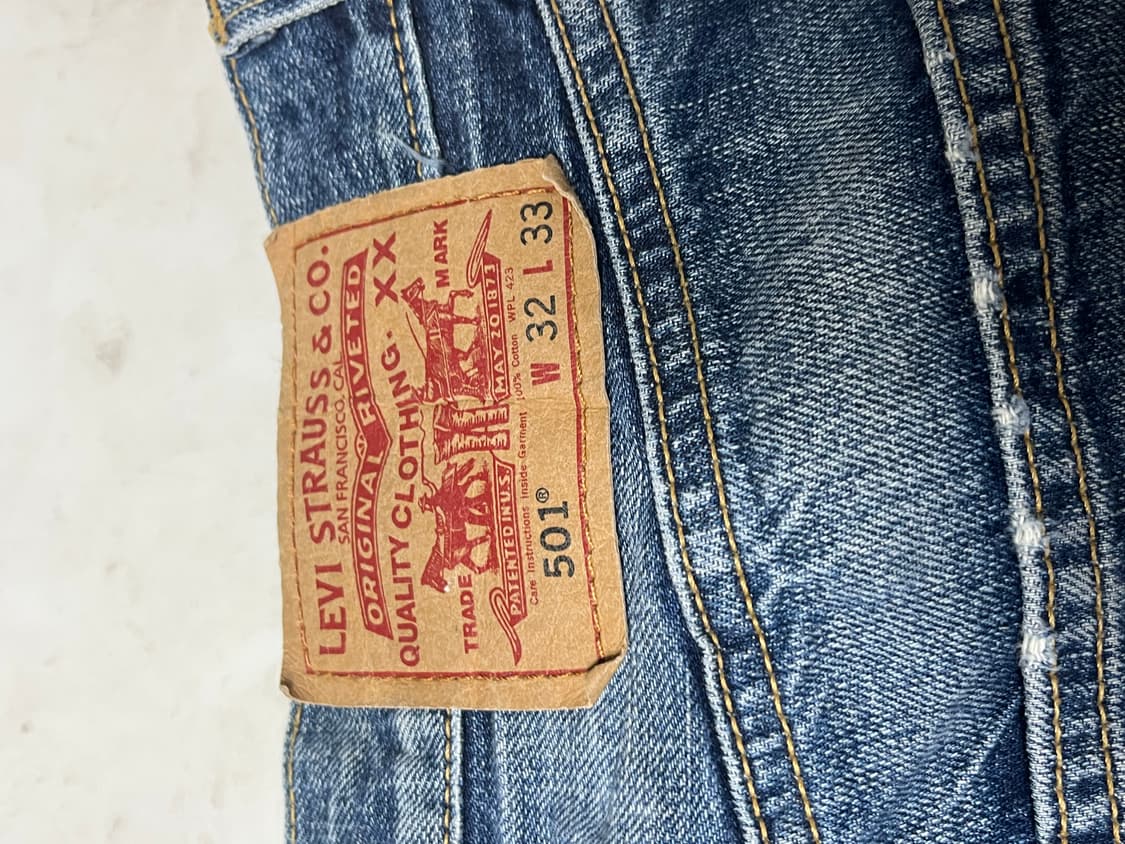 LEVI STRAUSS & CO.
SAN FRANCISCO, CAL.
ORIGINAL RIVETED
QUALITY CLOTHING. XX
TRADE MARK
PATENTED IN U.S. MAY 20 1873
Care Instructions Inside Garment 100% Cotton WPL 423
501® W 32 L 33